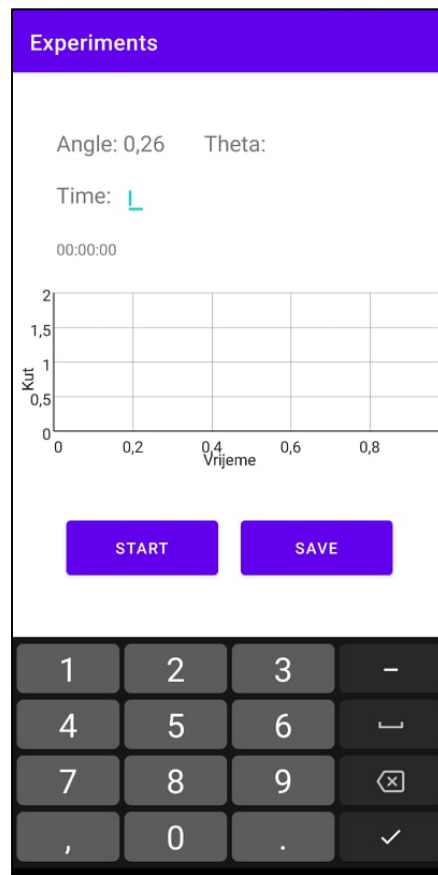 Experiments
Angle: 0,26 Theta:
Time:
00:00:00
2
1,5
1
Kut
0,5
0
0 0,2 0,4 0,6 0,8
Vrijeme
START SAVE
1 2 3 -
4 5 6
7 8 9
, 0 .